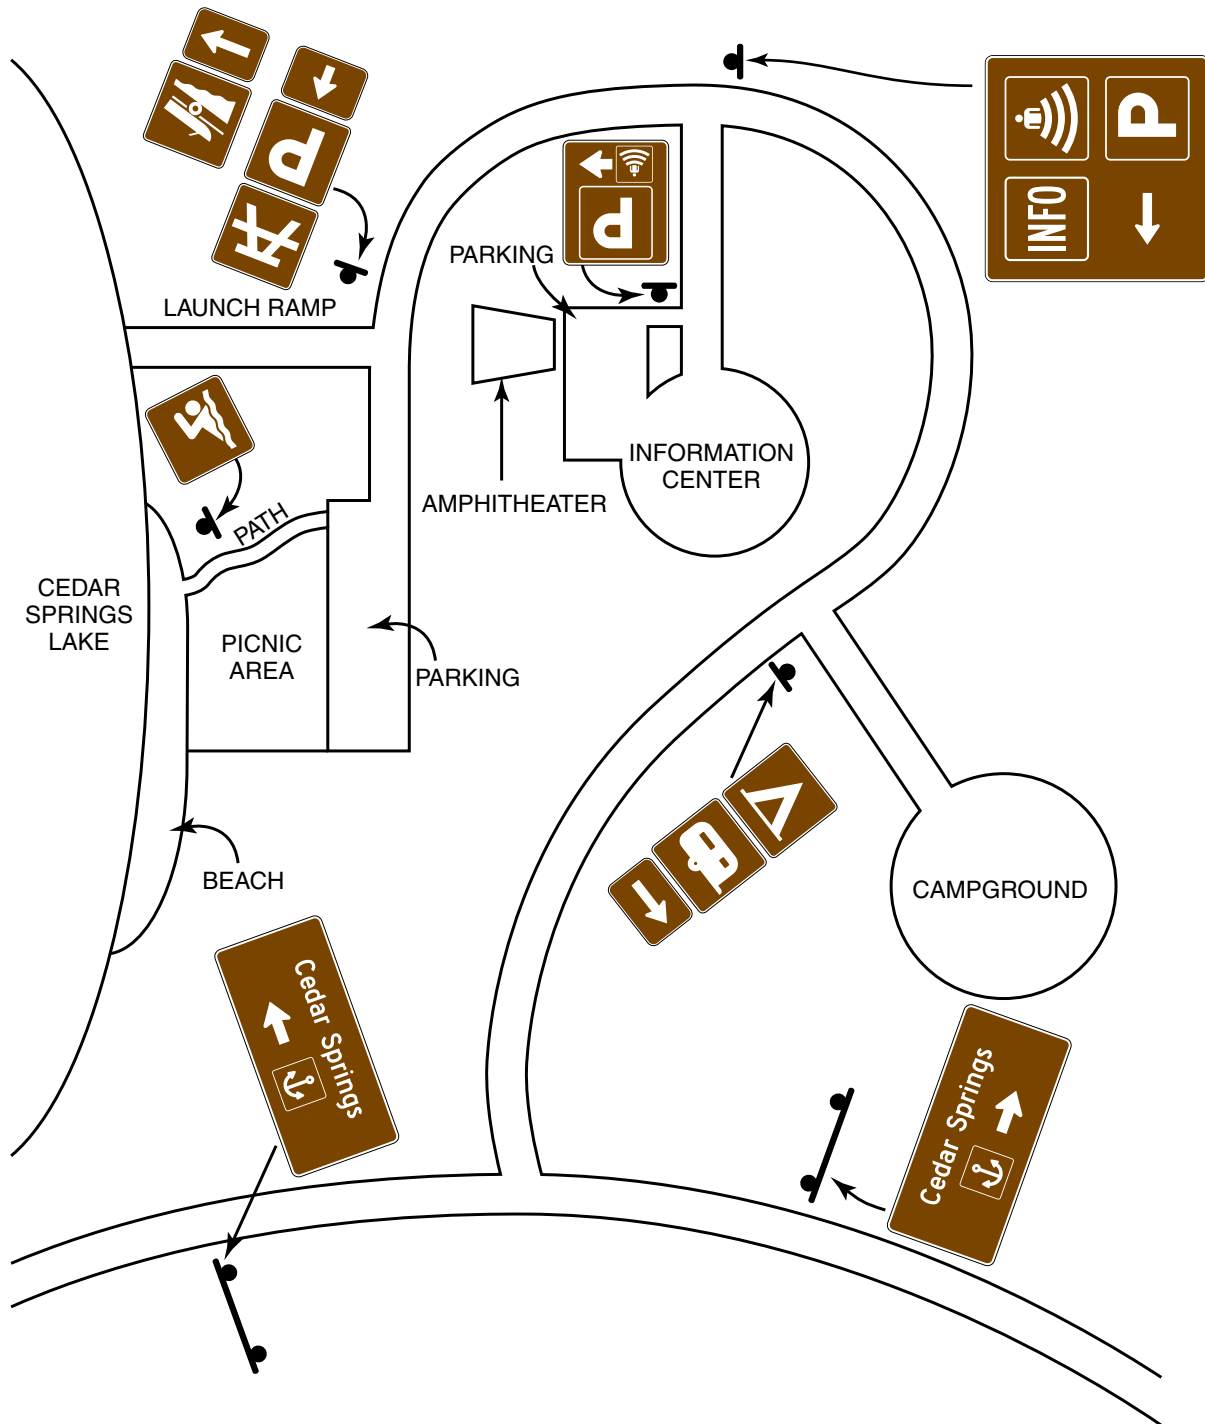 P
P
INFO
LAUNCH RAMP
PARKING
P
AMPHITHEATER
INFORMATION
CENTER
PATH
CEDAR
SPRINGS
LAKE
PICNIC
AREA
PARKING
BEACH
CAMPGROUND
Cedar Springs
Cedar Springs